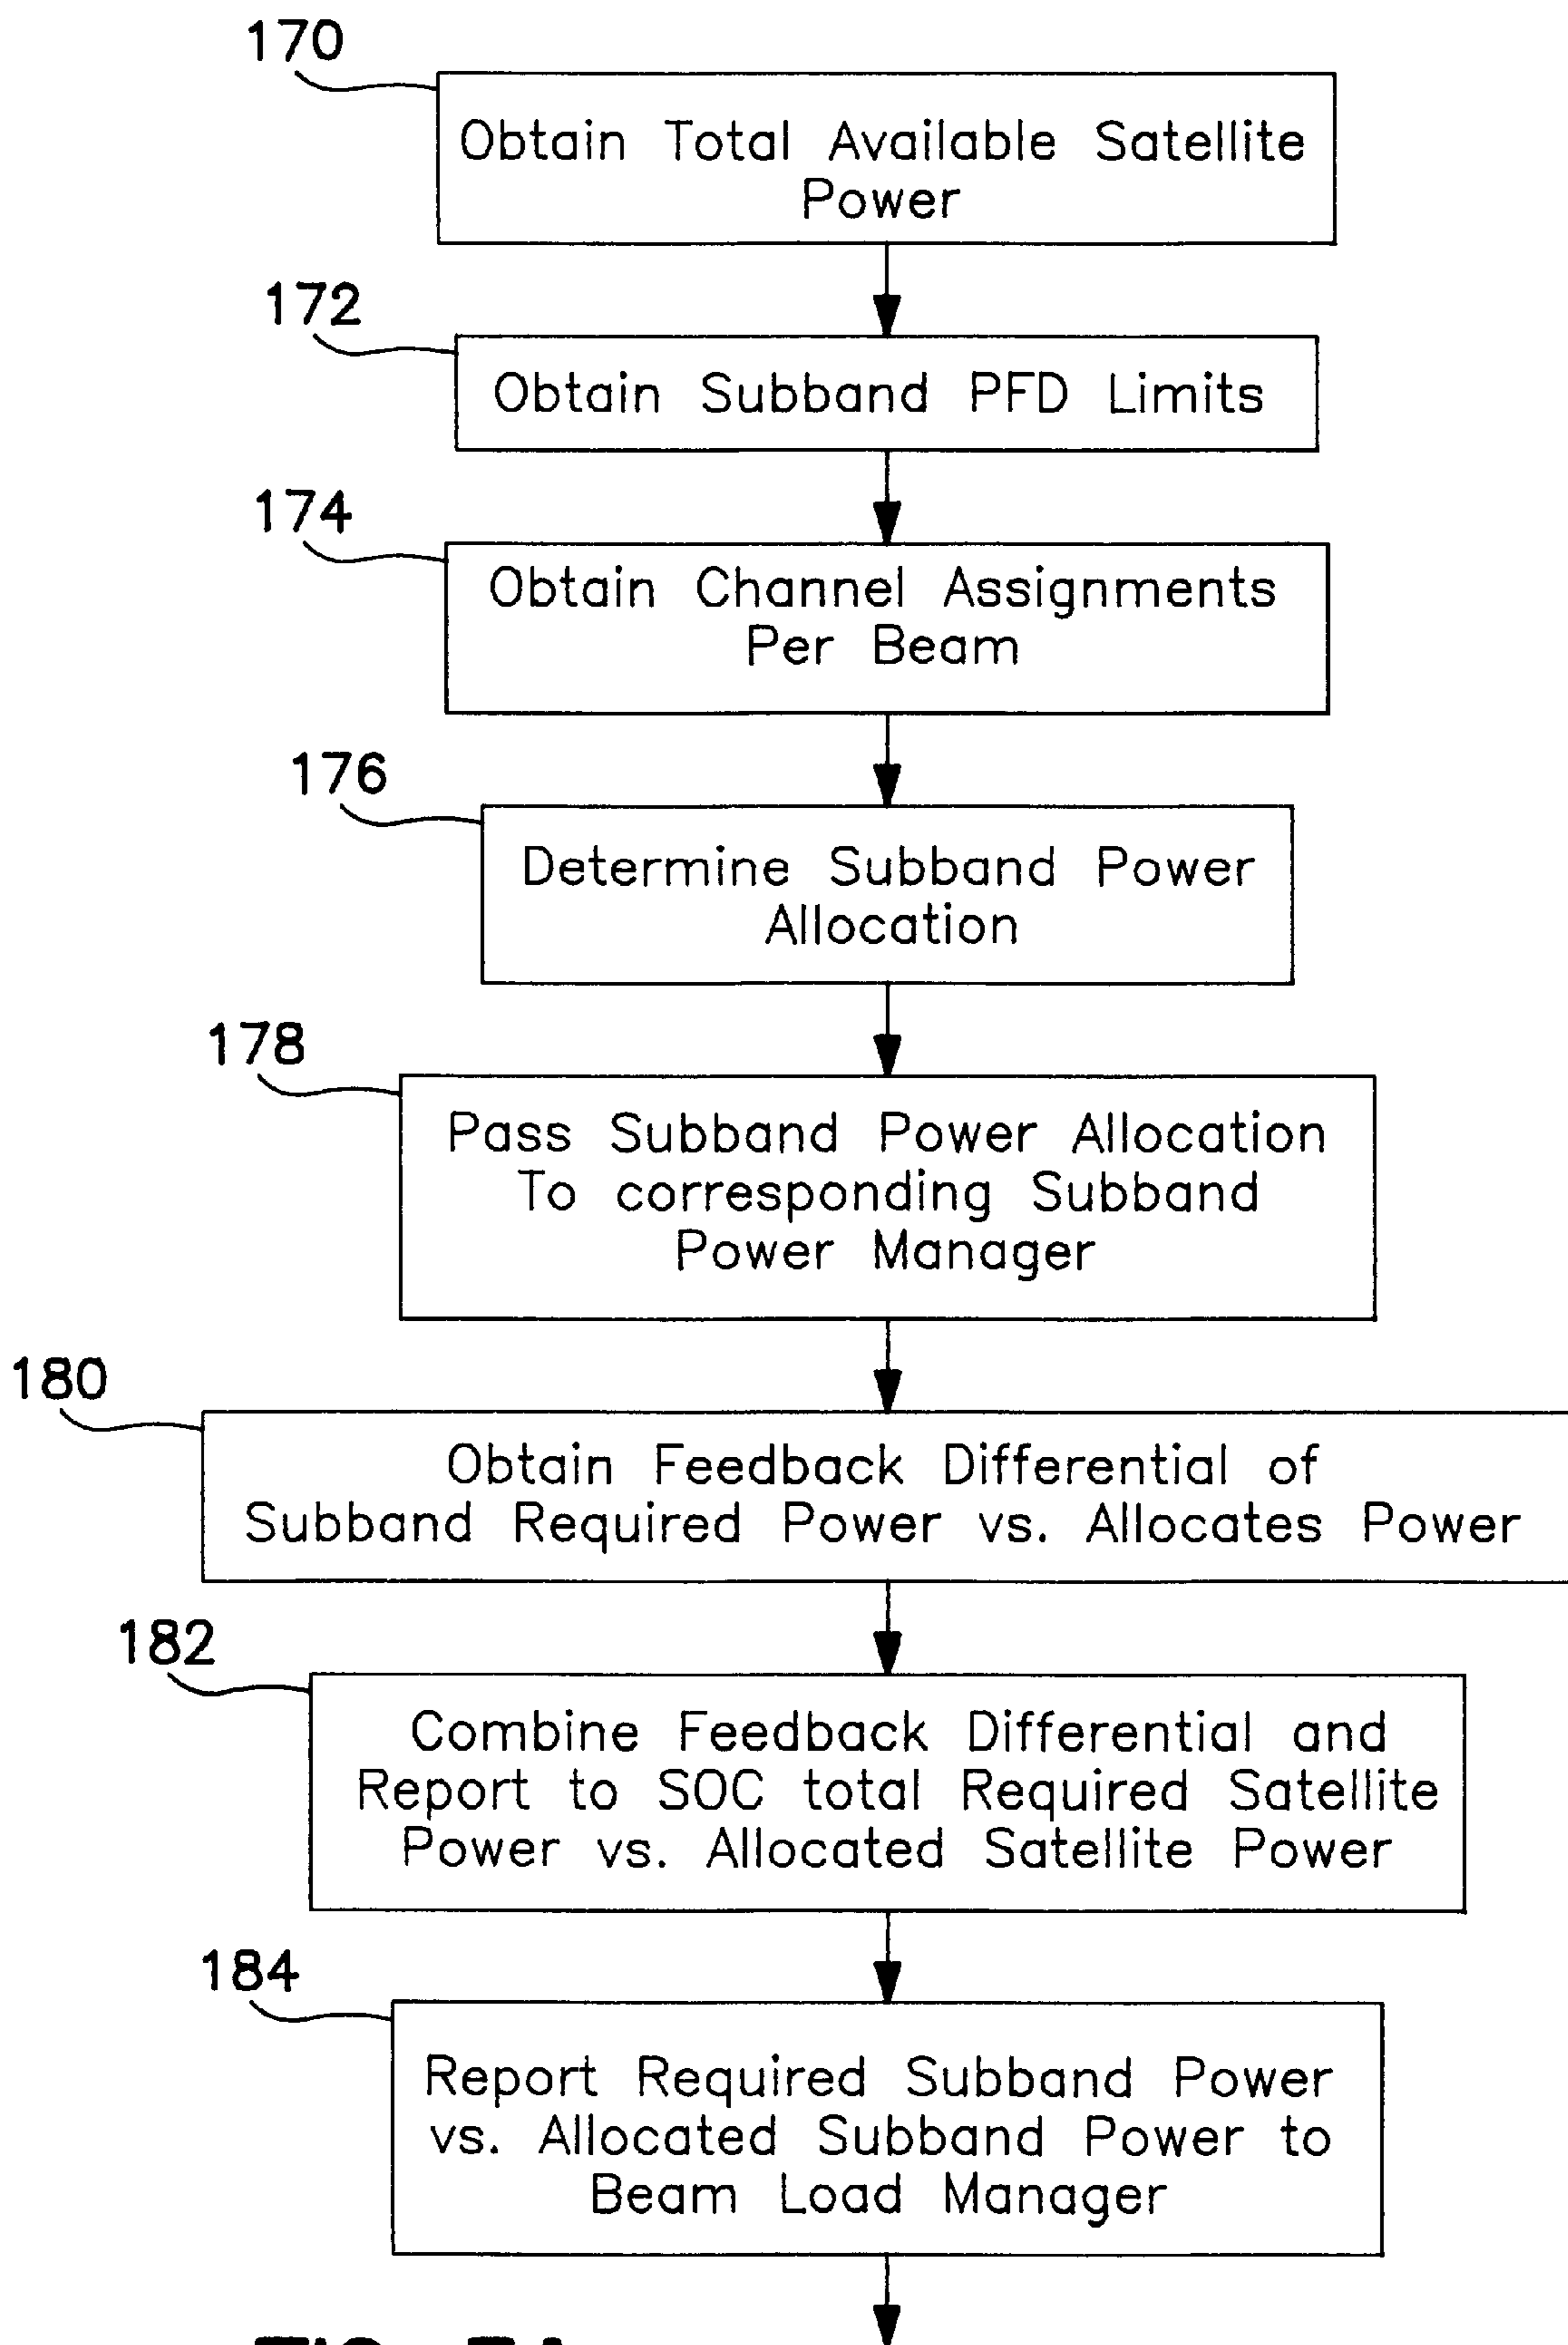 170
Obtain Total Available Satellite
Power
172
Obtain Subband PFD Limits
174
Obtain Channel Assignments
Per Beam
176
Determine Subband Power
Allocation
178
Pass Subband Power Allocation
To corresponding Subband
Power Manager
180
Obtain Feedback Differential of
Subband Required Power vs. Allocates Power
182
Combine Feedback Differential and
Report to SOC total Required Satellite
Power vs. Allocated Satellite Power
184
Report Required Subband Power
vs. Allocated Subband Power to
Beam Load Manager